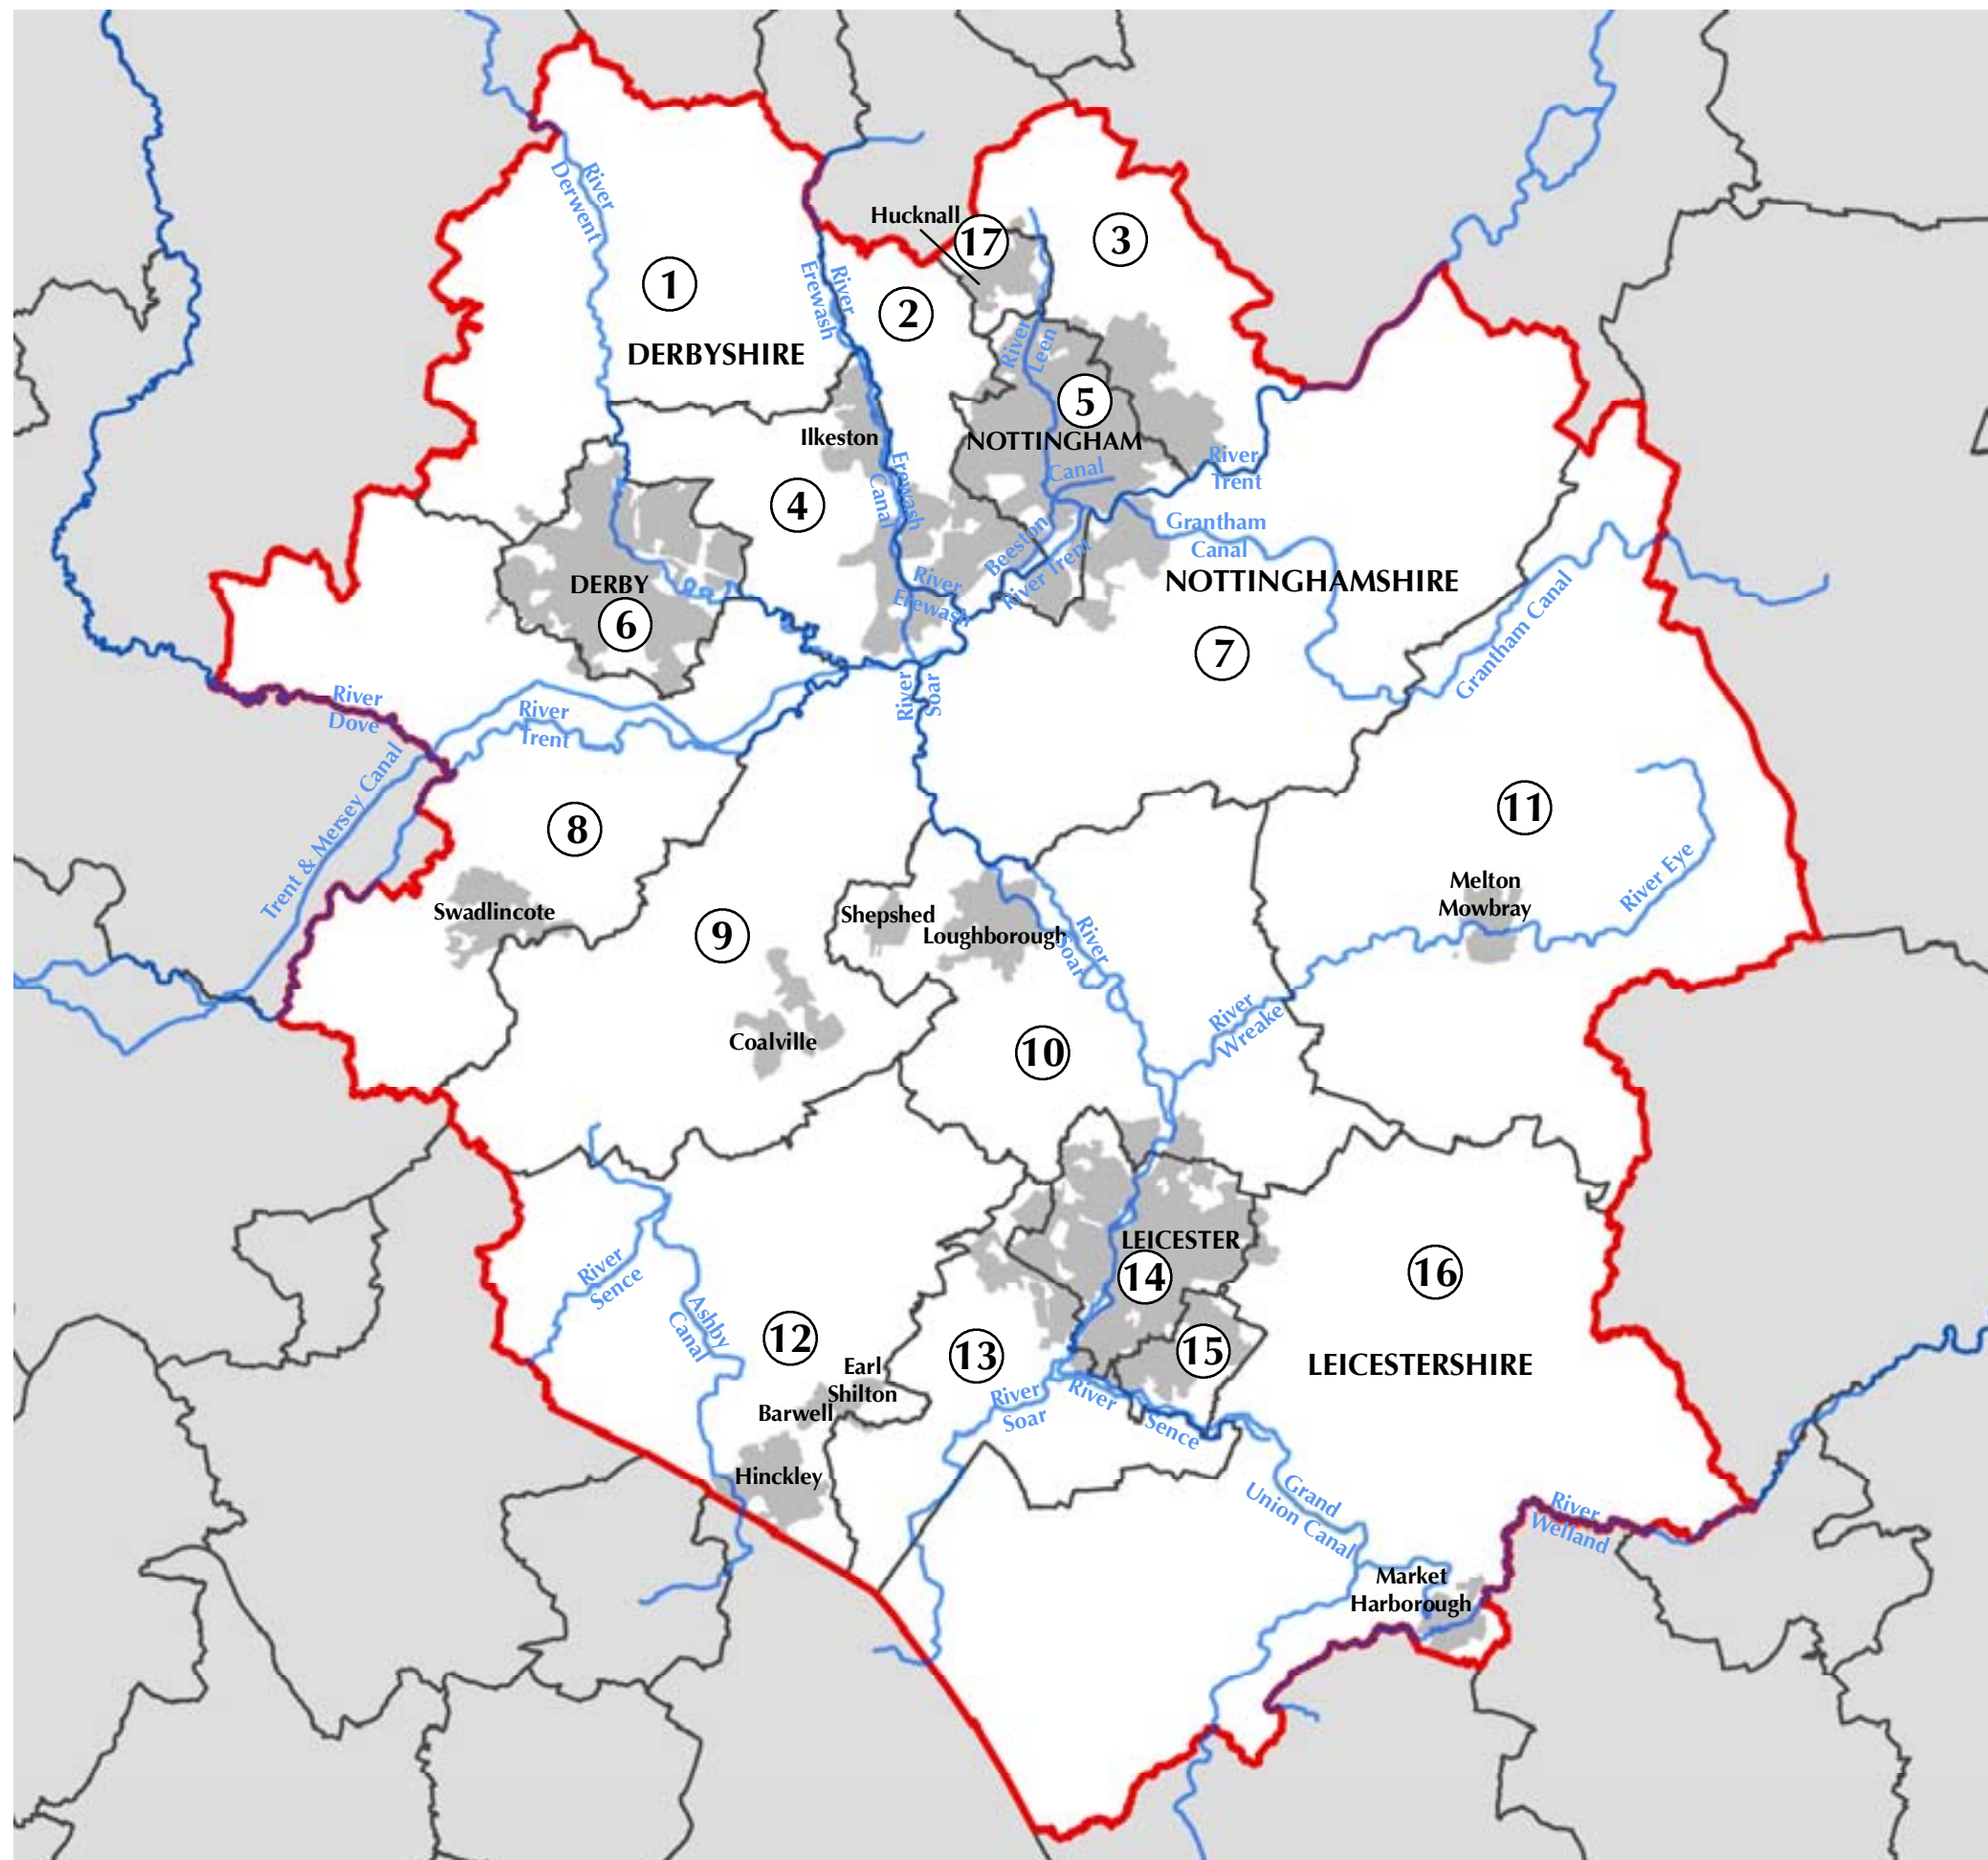 River
Derwent
Hucknall
17
3
1
River
Erewash
2
DERBYSHIRE
River
Leen
5
Ilkeston
NOTTINGHAM
River
Trent
Canal
Erewash
Canal
4
Grantham
Canal
Beeston
River Trent
DERBY
6
River
Erewash
NOTTINGHAMSHIRE
Grantham Canal
7
River
Dove
River
Trent
River
Soar
Trent & Mersey Canal
8
11
Melton
Mowbray
River Eye
Swadlincote
9
Shepshed
Loughborough
River
Soar
Coalville
10
River
Wreake
LEICESTER
14
River
Sence
16
Ashby
Canal
12
13
15
LEICESTERSHIRE
Earl
Shilton
Barwell
River
Soar
River
Sence
Hinckley
Grand
Union Canal
River
Welland
Market
Harborough